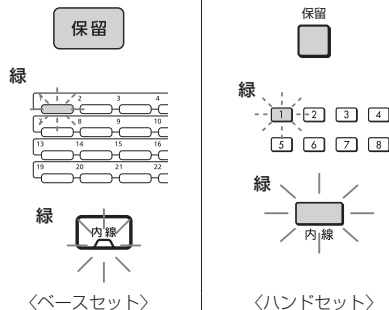 保留
緑
1 2 3 4
7 8 9 10
13 14 15 16
19 20 21 22
緑
内線
〈ベースセット〉
保留
緑
1 2 3 4
5 6 7 8
緑
内線
〈ハンドセット〉